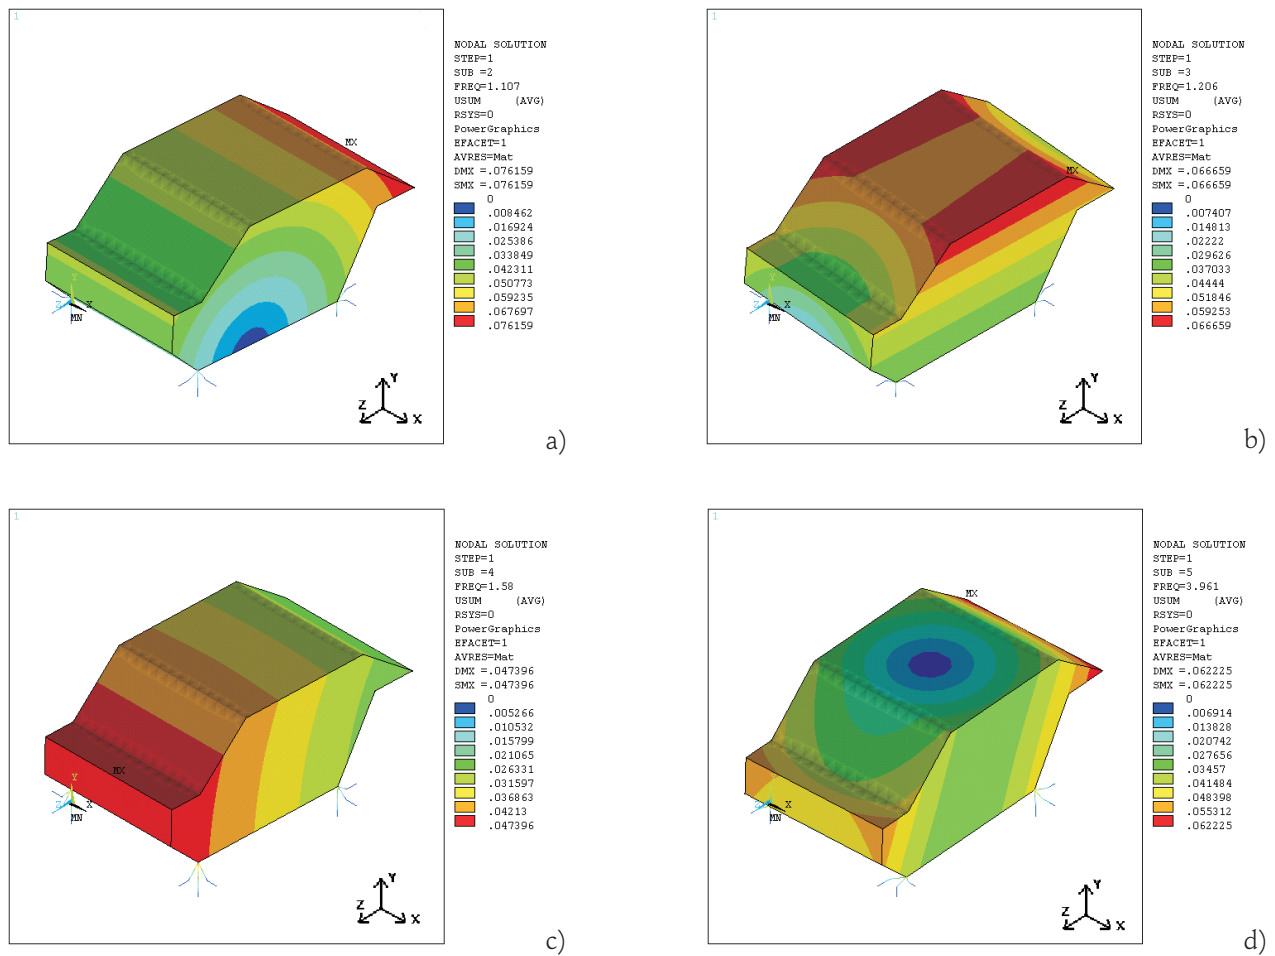 1
NODAL SOLUTION
STEP=1
SUB =2
FREQ=1.107
USUM (AVG)
RSYS=0
PowerGraphics
EFACET=1
AVRES=Mat
DMX =.076159
SMX =.076159
0
.008462
.016924
.025386
.033849
.042311
.050773
.059235
.067697
.076159
MX
Y
Z
X
MN
Y
Z
X
a)
1
NODAL SOLUTION
STEP=1
SUB =3
FREQ=1.206
USUM (AVG)
RSYS=0
PowerGraphics
EFACET=1
AVRES=Mat
DMX =.066659
SMX =.066659
0
.007407
.014813
.02222
.029626
.037033
.04444
.051846
.059253
.066659
MX
Y
Z
X
MN
Y
Z
X
b)
1
NODAL SOLUTION
STEP=1
SUB =4
FREQ=1.58
USUM (AVG)
RSYS=0
PowerGraphics
EFACET=1
AVRES=Mat
DMX =.047396
SMX =.047396
0
.005266
.010532
.015799
.021065
.026331
.031597
.036863
.04213
.047396
MX
Y
Z
X
MN
Y
Z
X
c)
1
NODAL SOLUTION
STEP=1
SUB =5
FREQ=3.961
USUM (AVG)
RSYS=0
PowerGraphics
EFACET=1
AVRES=Mat
DMX =.062225
SMX =.062225
0
.006914
.013828
.020742
.027656
.03457
.041484
.048398
.055312
.062225
MX
Y
Z
X
MN
Y
Z
X
d)